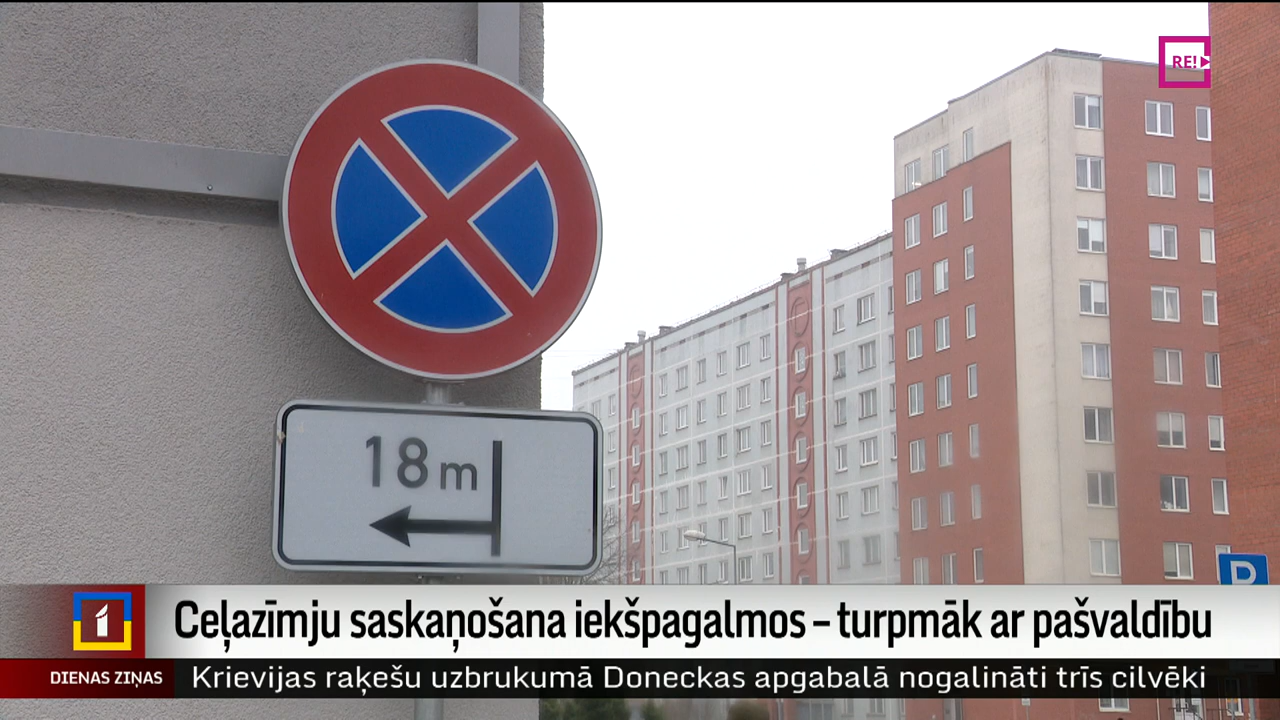 RE!
18 m
P
1
Ceļazīmju saskaņošana iekšpagalmos – turpmāk ar pašvaldību
DIENAS ZIŅAS
Krievijas raķešu uzbrukumā Doneckas apgabalā nogalināti trīs cilvēki